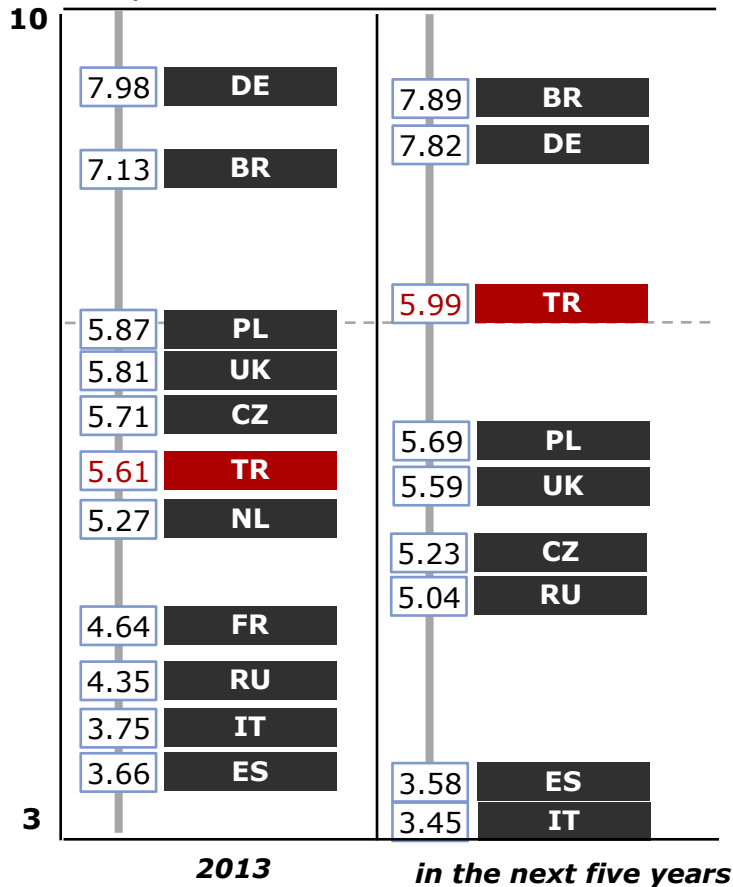 10
7.98 DE
7.13 BR
5.87 PL
5.81 UK
5.71 CZ
5.61 TR
5.27 NL
4.64 FR
4.35 RU
3.75 IT
3.66 ES
7.89 BR
7.82 DE
5.99 TR
5.69 PL
5.59 UK
5.23 CZ
5.04 RU
3.58 ES
3.45 IT
3
2013
in the next five years